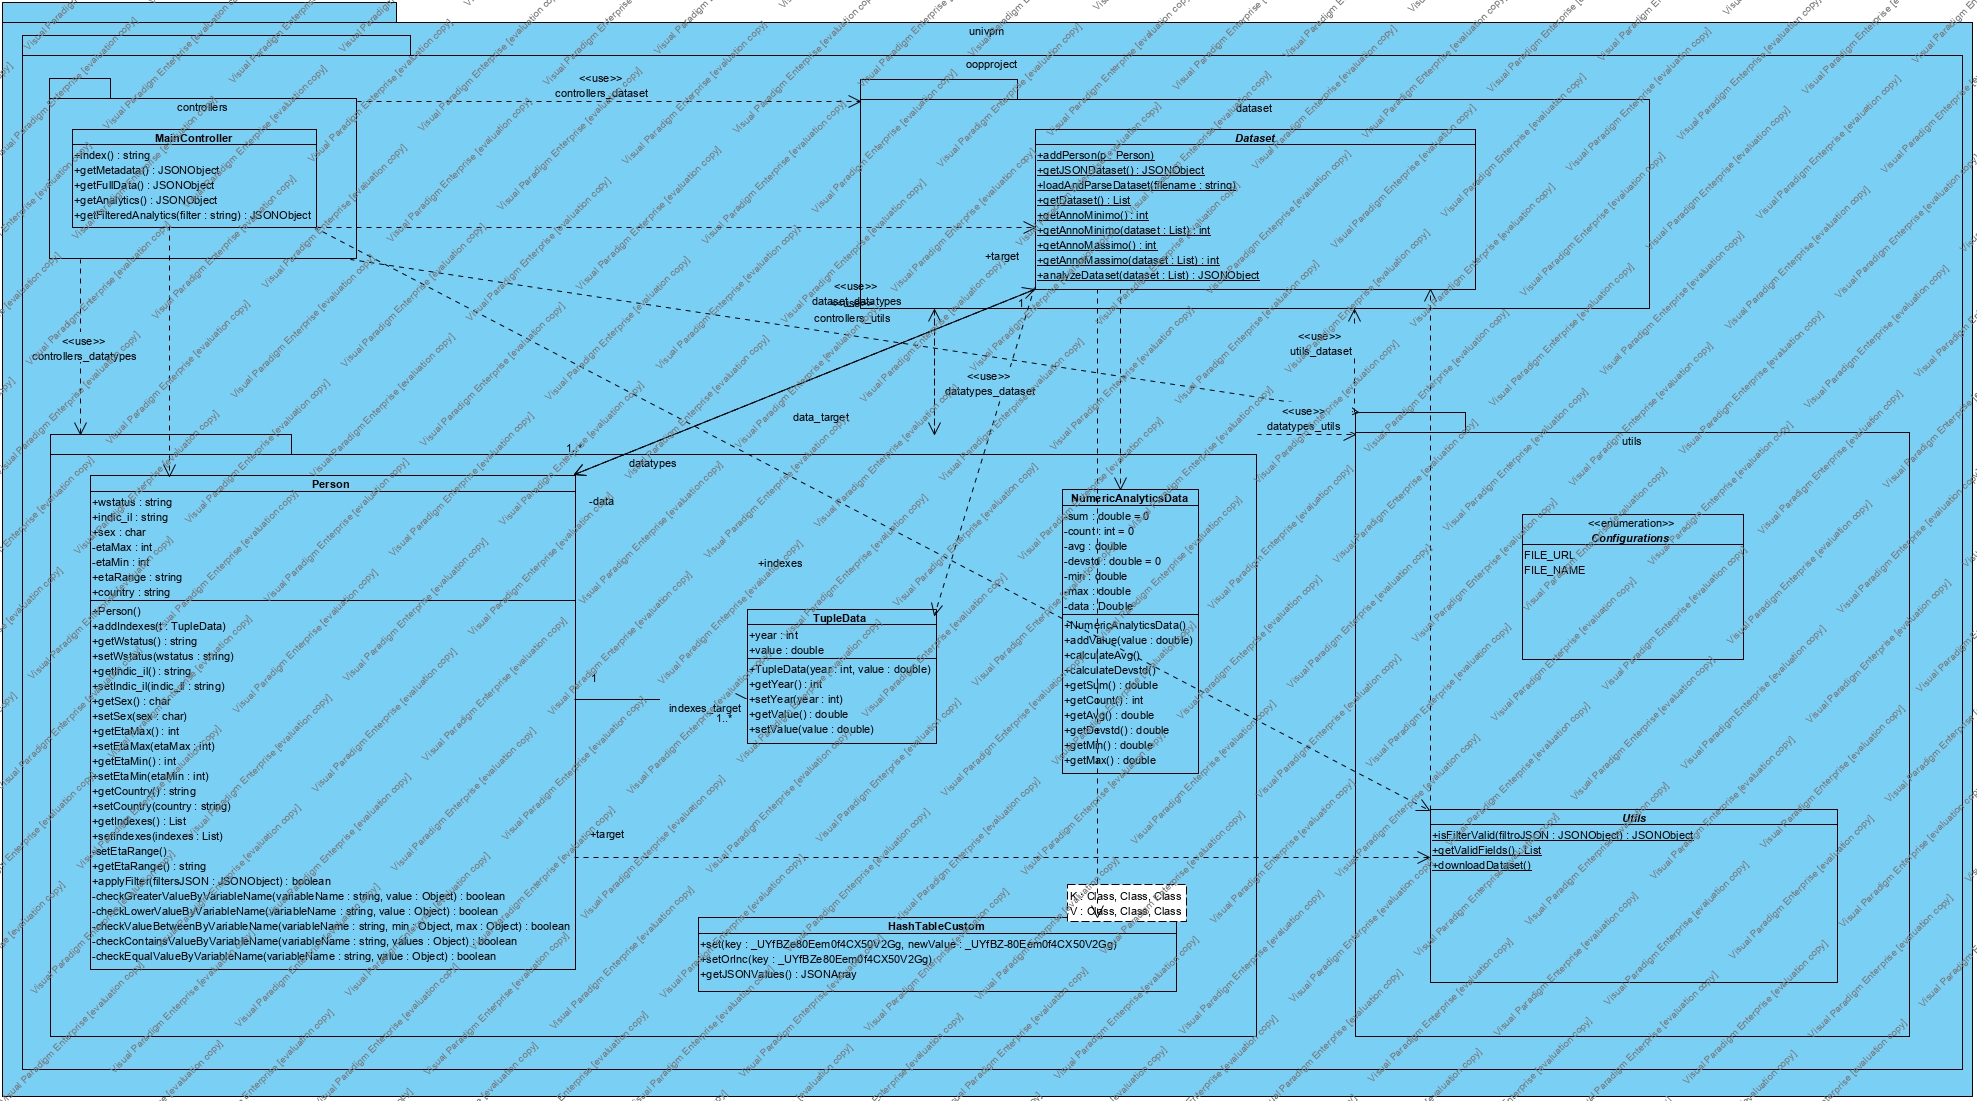 univpm
oopproject
<<use>>
controllers_dataset
controllers
MainController
+index() : string
+getMetadata() : JSONObject
+getFullData() : JSONObject
+getAnalytics() : JSONObject
+getFilteredAnalytics(filter : string) : JSONObject
dataset
Dataset
+addPerson(p : Person)
+getJSONDataset() : JSONObject
+loadAndParseDataset(filename : string)
+getDataset() : List
+getAnnoMinimo() : int
+getAnnoMinimo(dataset : List) : int
+getAnnoMassimo() : int
+getAnnoMassimo(dataset : List) : int
+analyzeDataset(dataset : List) : JSONObject
+target
1
<<use>>
dataset_datatypes
<<use>>
controllers_utils
<<use>>
controllers_datatypes
<<use>>
datatypes_dataset
<<use>>
utils_dataset
<<use>>
datatypes_utils
data_target
1
datatypes
-data
Person
+wstatus : string
+indic_il : string
+sex : char
-etaMax : int
-etaMin : int
+etaRange : string
+country : string
+Person()
+addIndexes(t : TupleData)
+getWstatus() : string
+setWstatus(wstatus : string)
+getIndic_il() : string
+setIndic_il(indic_il : string)
+getSex() : char
+setSex(sex : char)
+getEtaMax() : int
+setEtaMax(etaMax : int)
+getEtaMin() : int
+setEtaMin(etaMin : int)
+getCountry() : string
+setCountry(country : string)
+getIndexes() : List
+setIndexes(indexes : List)
-setEtaRange()
+getEtaRange() : string
+applyFilter(filtersJSON : JSONObject) : boolean
-checkGreaterValueByVariableName(variableName : string, value : Object) : boolean
-checkLowerValueByVariableName(variableName : string, value : Object) : boolean
-checkValueBetweenByVariableName(variableName : string, min : Object, max : Object) : boolean
-checkContainsValueByVariableName(variableName : string, values : Object) : boolean
-checkEqualValueByVariableName(variableName : string, value : Object) : boolean
+indexes
1
indexes_target
1..*
+target
TupleData
+year : int
+value : double
+TupleData(year : int, value : double)
+getYear() : int
+setYear(year : int)
+getValue() : double
+setValue(value : double)
NumericAnalyticsData
-sum : double = 0
-count : int = 0
-avg : double
-devstd : double = 0
-min : double
-max : double
-data : Double
+NumericAnalyticsData()
+addValue(value : double)
+calculateAvg()
+calculateDevstd()
+getSum() : double
+getCount() : int
+getAvg() : double
+getDevstd() : double
+getMin() : double
+getMax() : double
K : Class, Class, Class
V : Class, Class, Class
HashTableCustom
+set(key : _UYfBZe80Eem0f4CX50V2Gg, newValue : _UYfBZ-80Eem0f4CX50V2Gg)
+setOrInc(key : _UYfBZe80Eem0f4CX50V2Gg)
+getJSONValues() : JSONArray
utils
<<enumeration>>
Configurations
FILE_URL
FILE_NAME
Utils
+isFilterValid(filtroJSON : JSONObject) : JSONObject
+getValidFields() : List
+downloadDataset()
Visual Paradigm Enterprise [evaluation copy]